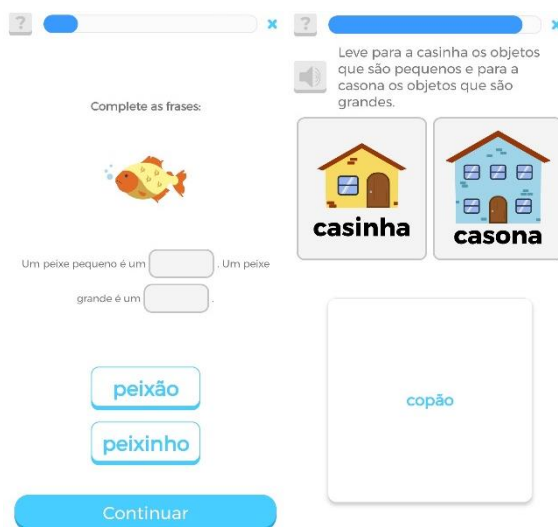 ?
x
Complete as frases:
Um peixe pequeno é um . Um peixe
grande é um .
peixão
peixinho
Continuar
?
x
Leve para a casinha os objetos
que são pequenos e para a
casona os objetos que são
grandes.
casinha
casona
copão